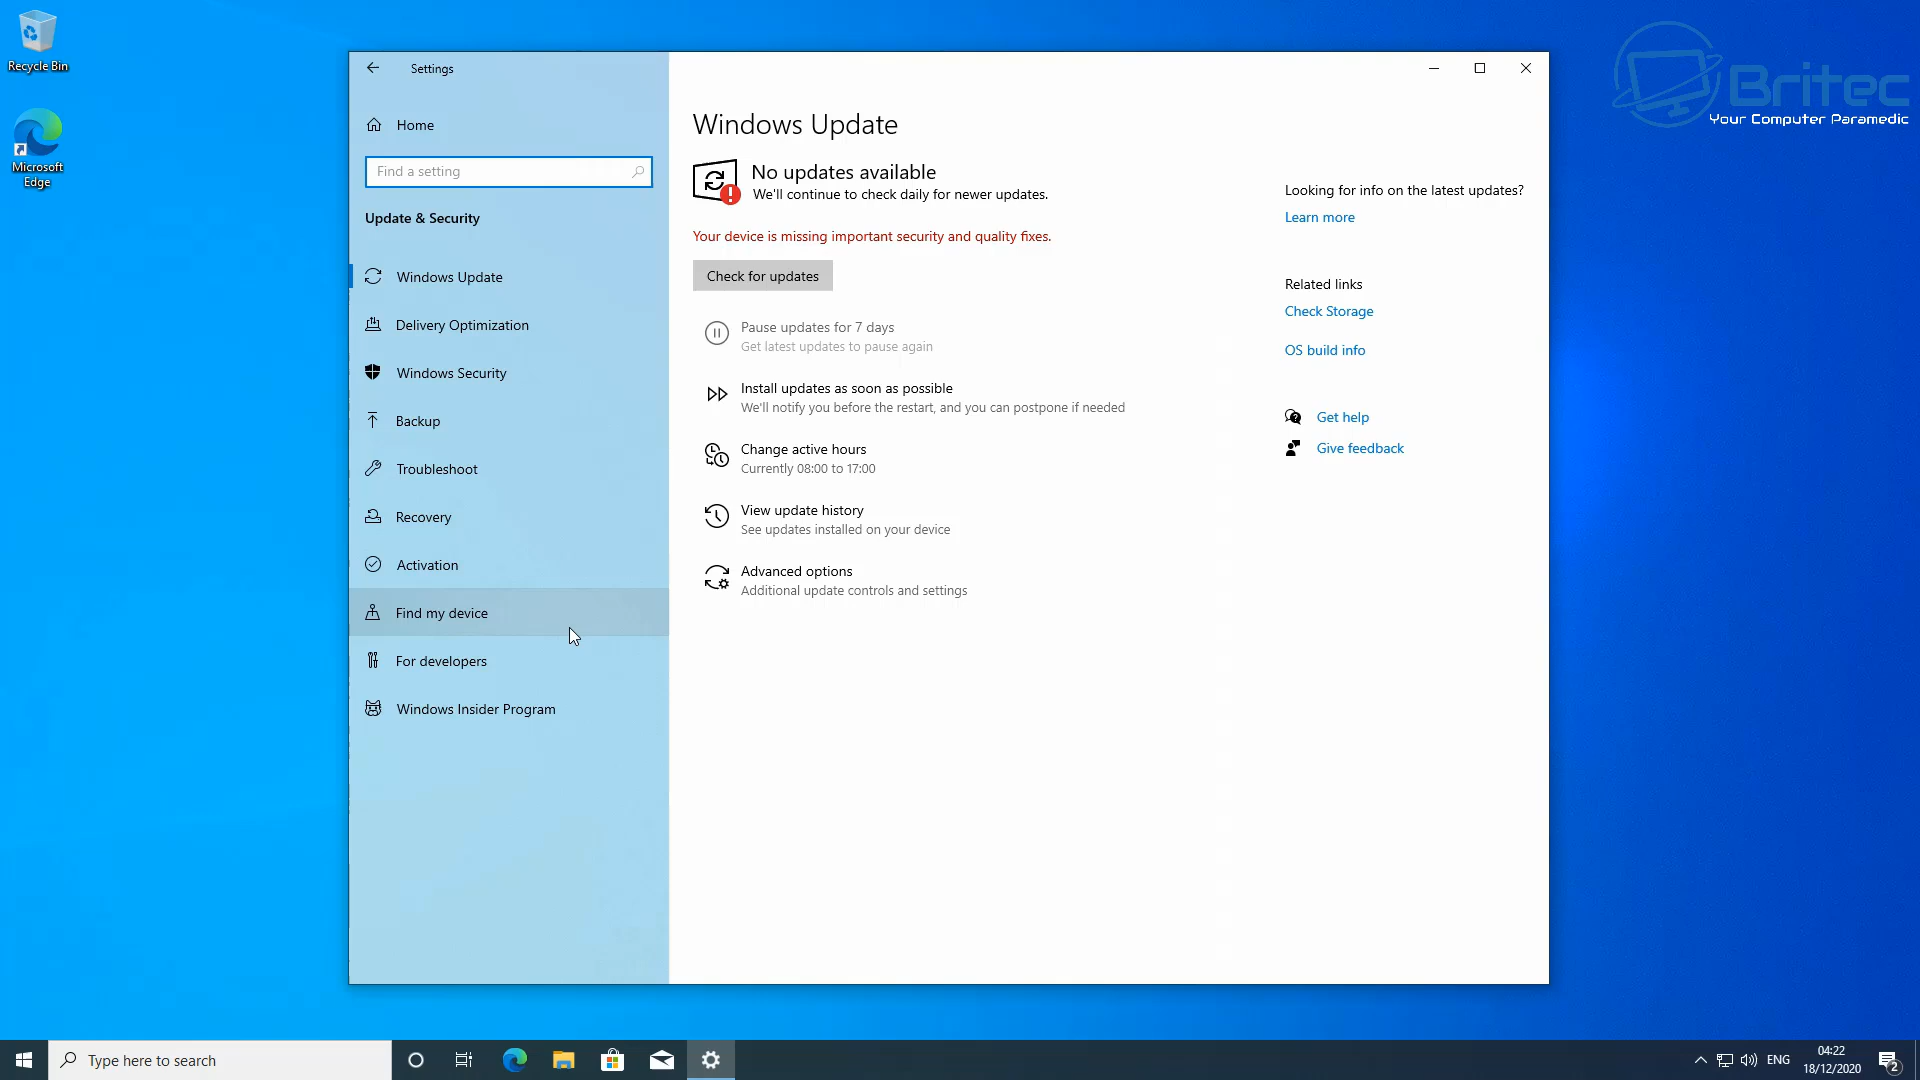 Recycle Bin
Microsoft
Edge
Settings
Home
Find a setting
Update & Security
Windows Update
Delivery Optimization
Windows Security
Backup
Troubleshoot
Recovery
Activation
Find my device
For developers
Windows Insider Program
Windows Update
No updates available
We'll continue to check daily for newer updates.
Your device is missing important security and quality fixes.
Check for updates
Pause updates for 7 days
Get latest updates to pause again
Install updates as soon as possible
We'll notify you before the restart, and you can postpone if needed
Change active hours
Currently 08:00 to 17:00
View update history
See updates installed on your device
Advanced options
Additional update controls and settings
Looking for info on the latest updates?
Learn more
Related links
Check Storage
OS build info
Get help
Give feedback
Britec
Your Computer Paramedic
Type here to search
ENG
04:22
18/12/2020
2